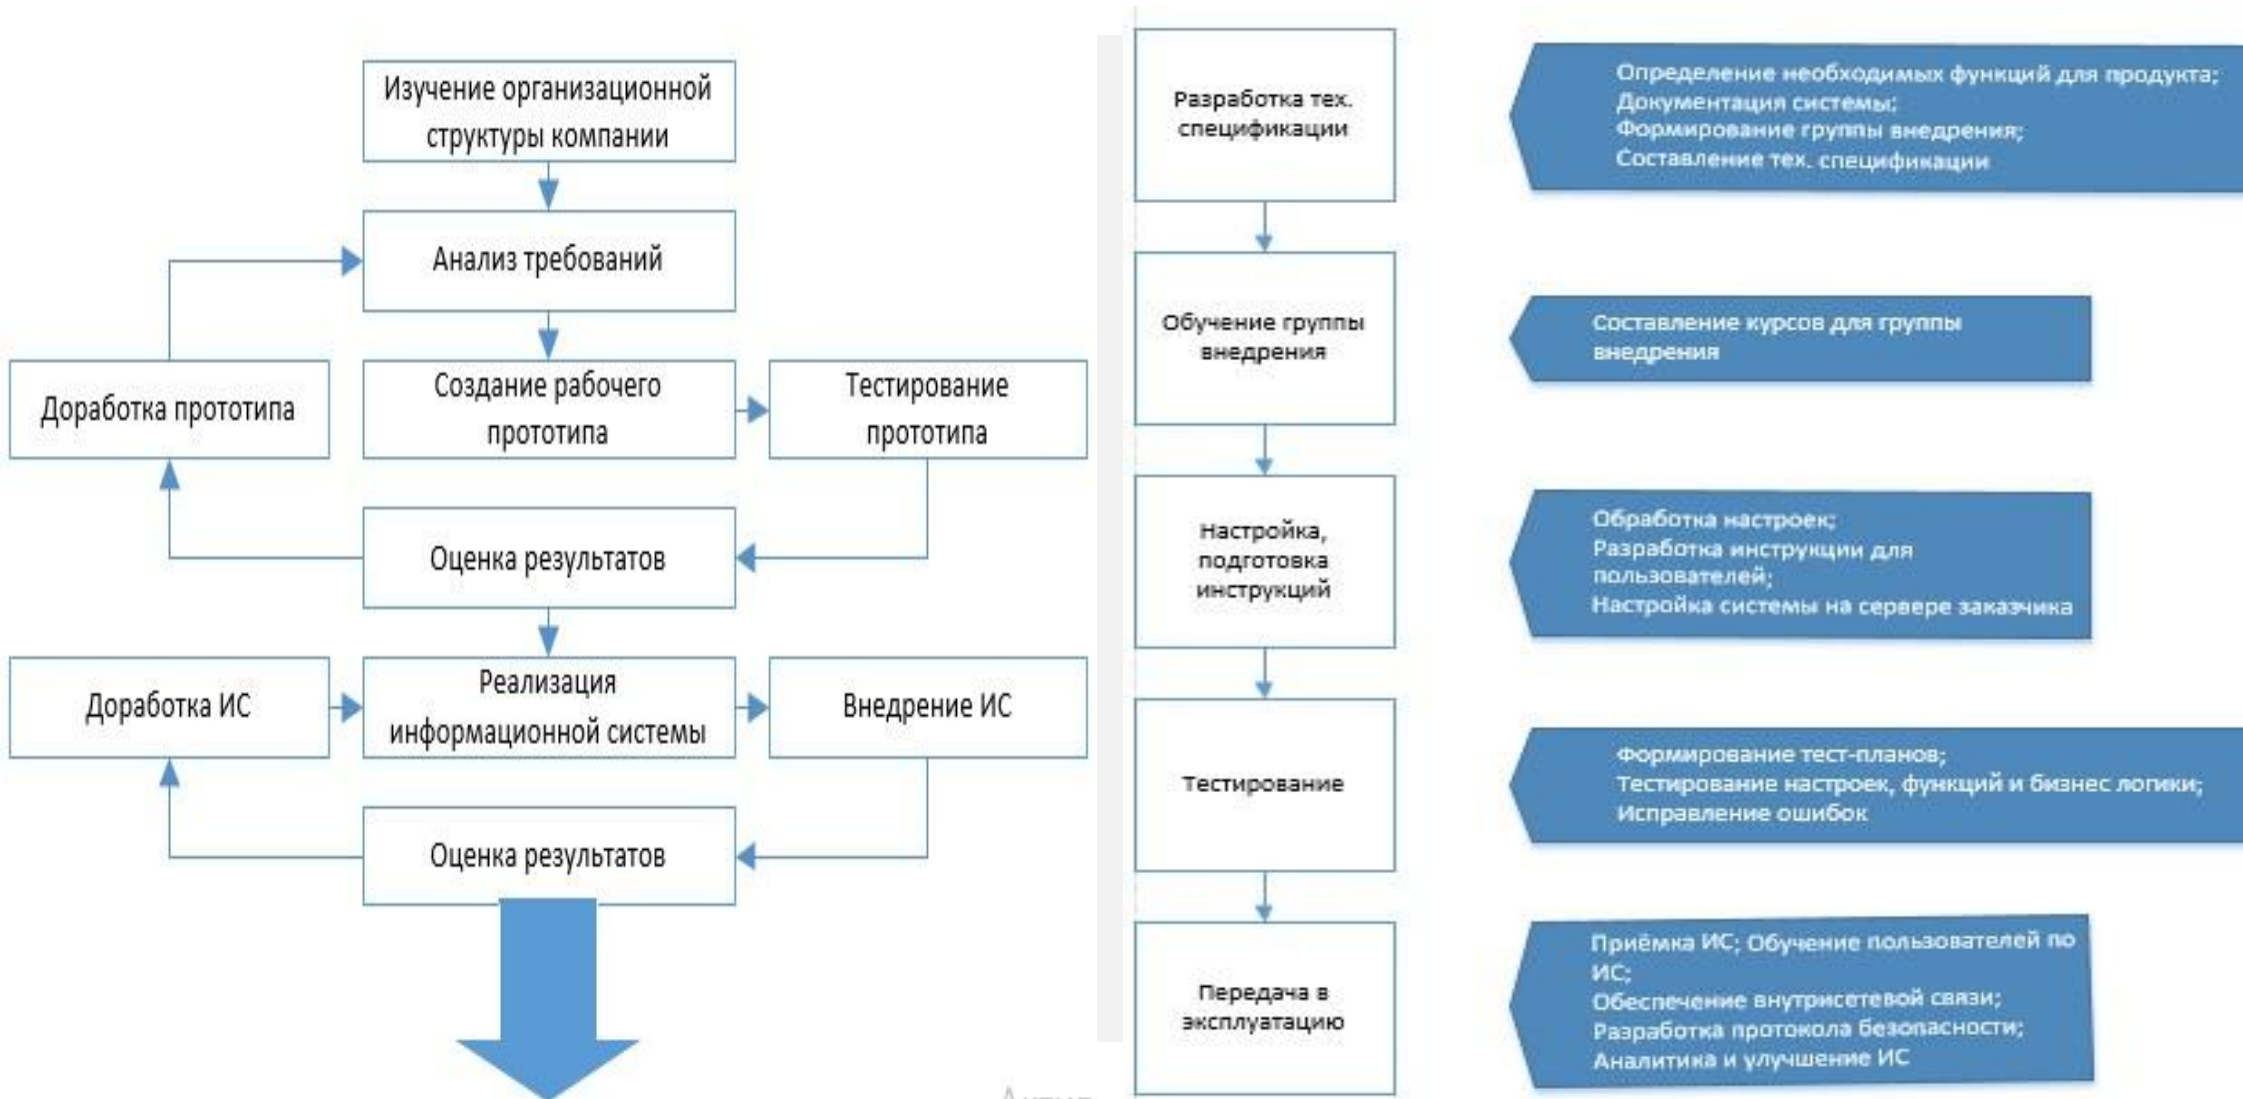 Изучение организационной
структуры компании
Анализ требований
Доработка прототипа
Создание рабочего
прототипа
Тестирование
прототипа
Оценка результатов
Доработка ИС
Реализация
информационной системы
Внедрение ИС
Оценка результатов
Разработка тех.
спецификации
Определение необходимых функций для продукта;
Документация системы;
Формирование группы внедрения;
Составление тех. спецификации
Обучение группы
внедрения
Составление курсов для группы
внедрения
Настройка,
подготовка
инструкций
Обработка настроек;
Разработка инструкции для
пользователей;
Настройка системы на сервере заказчика
Тестирование
Формирование тест-планов;
Тестирование настроек, функций и бизнес логики;
Исправление ошибок
Передача в
эксплуатацию
Приёмка ИС; Обучение пользователей по
ИС;
Обеспечение внутрисетевой связи;
Разработка протокола безопасности;
Аналитика и улучшение ИС